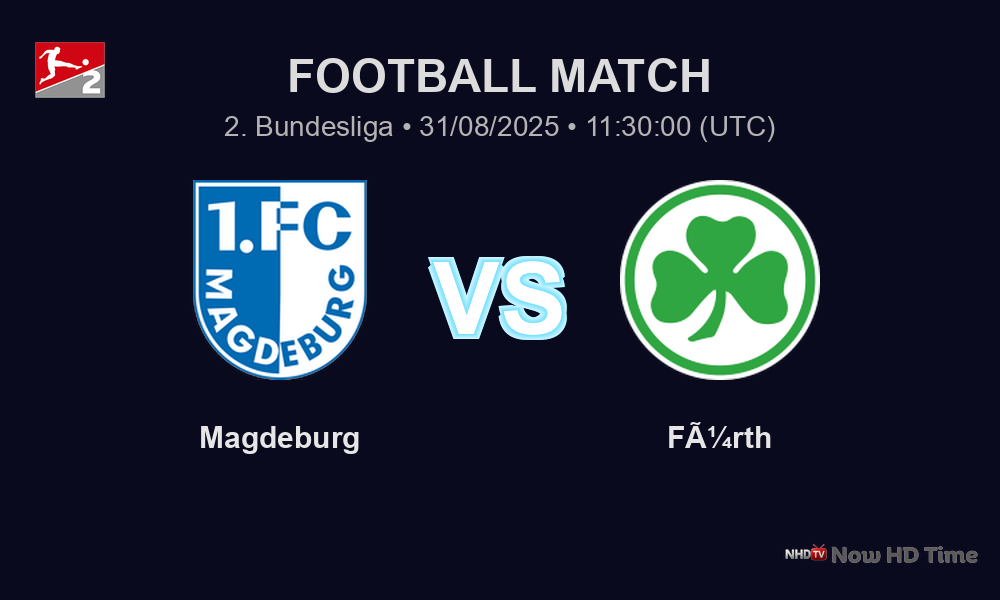 2
FOOTBALL MATCH
2. Bundesliga • 31/08/2025 • 11:30:00 (UTC)
1.FC
MAGDEBURG
VS
Magdeburg
FÃ¼rth
NHDTV Now HD Time